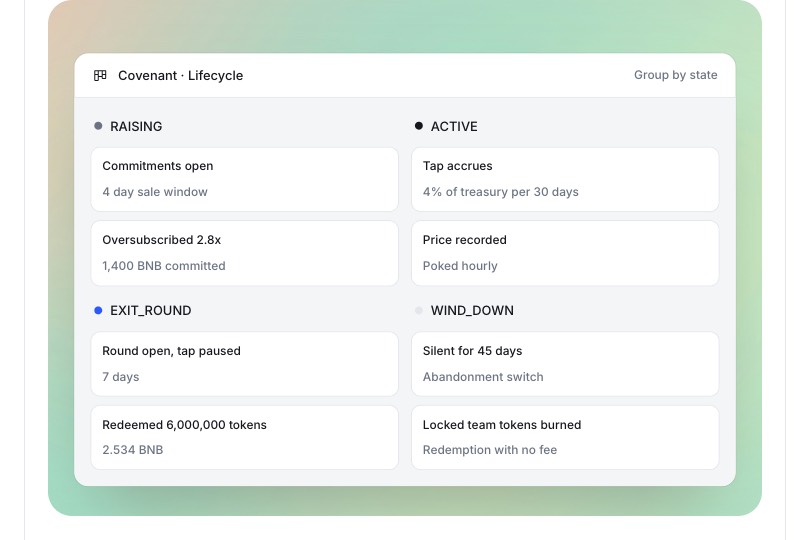 Covenant · Lifecycle
Group by state
RAISING
Commitments open
4 day sale window
Oversubscribed 2.8x
1,400 BNB committed
ACTIVE
Tap accrues
4% of treasury per 30 days
Price recorded
Poked hourly
EXIT_ROUND
Round open, tap paused
7 days
Redeemed 6,000,000 tokens
2.534 BNB
WIND_DOWN
Silent for 45 days
Abandonment switch
Locked team tokens burned
Redemption with no fee